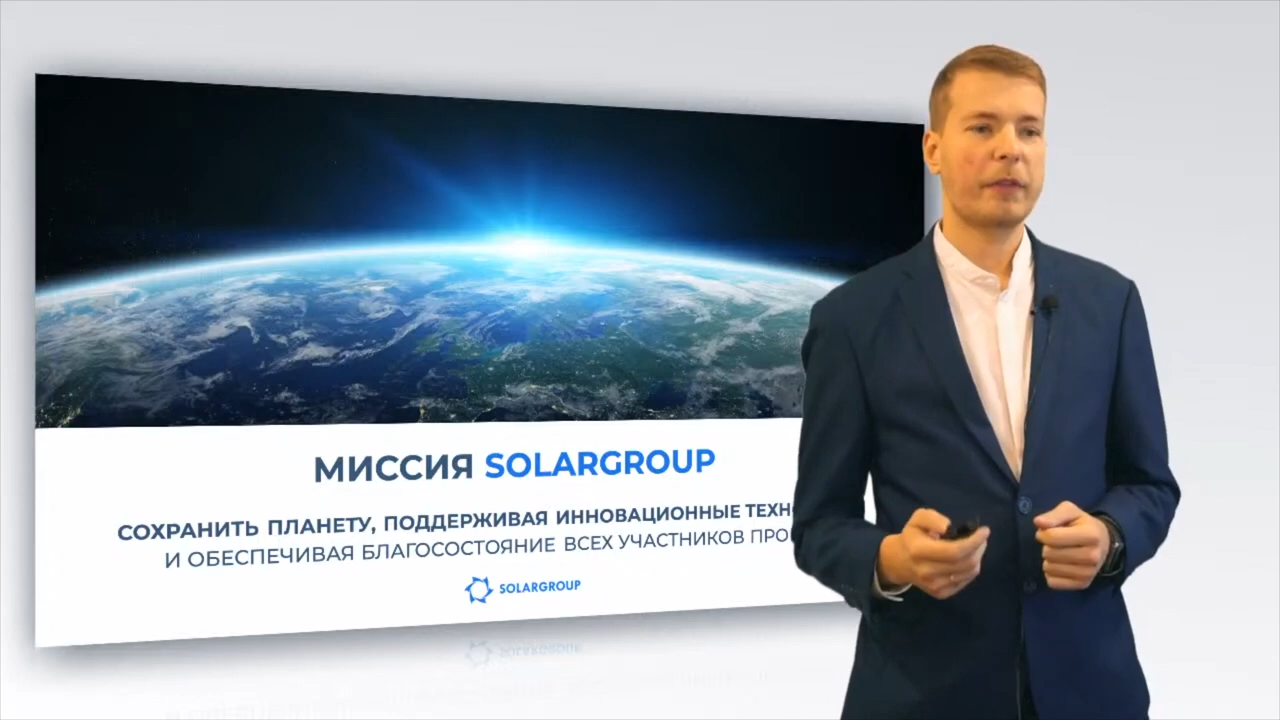 МИССИЯ SOLARGROUP
СОХРАНИТЬ ПЛАНЕТУ, ПОДДЕРЖИВАЯ ИННОВАЦИОННЫЕ
И ОБЕСПЕЧИВАЯ БЛАГОСОСТОЯНИЕ ВСЕХ УЧАСТНИКОВ
SOLARGROUP